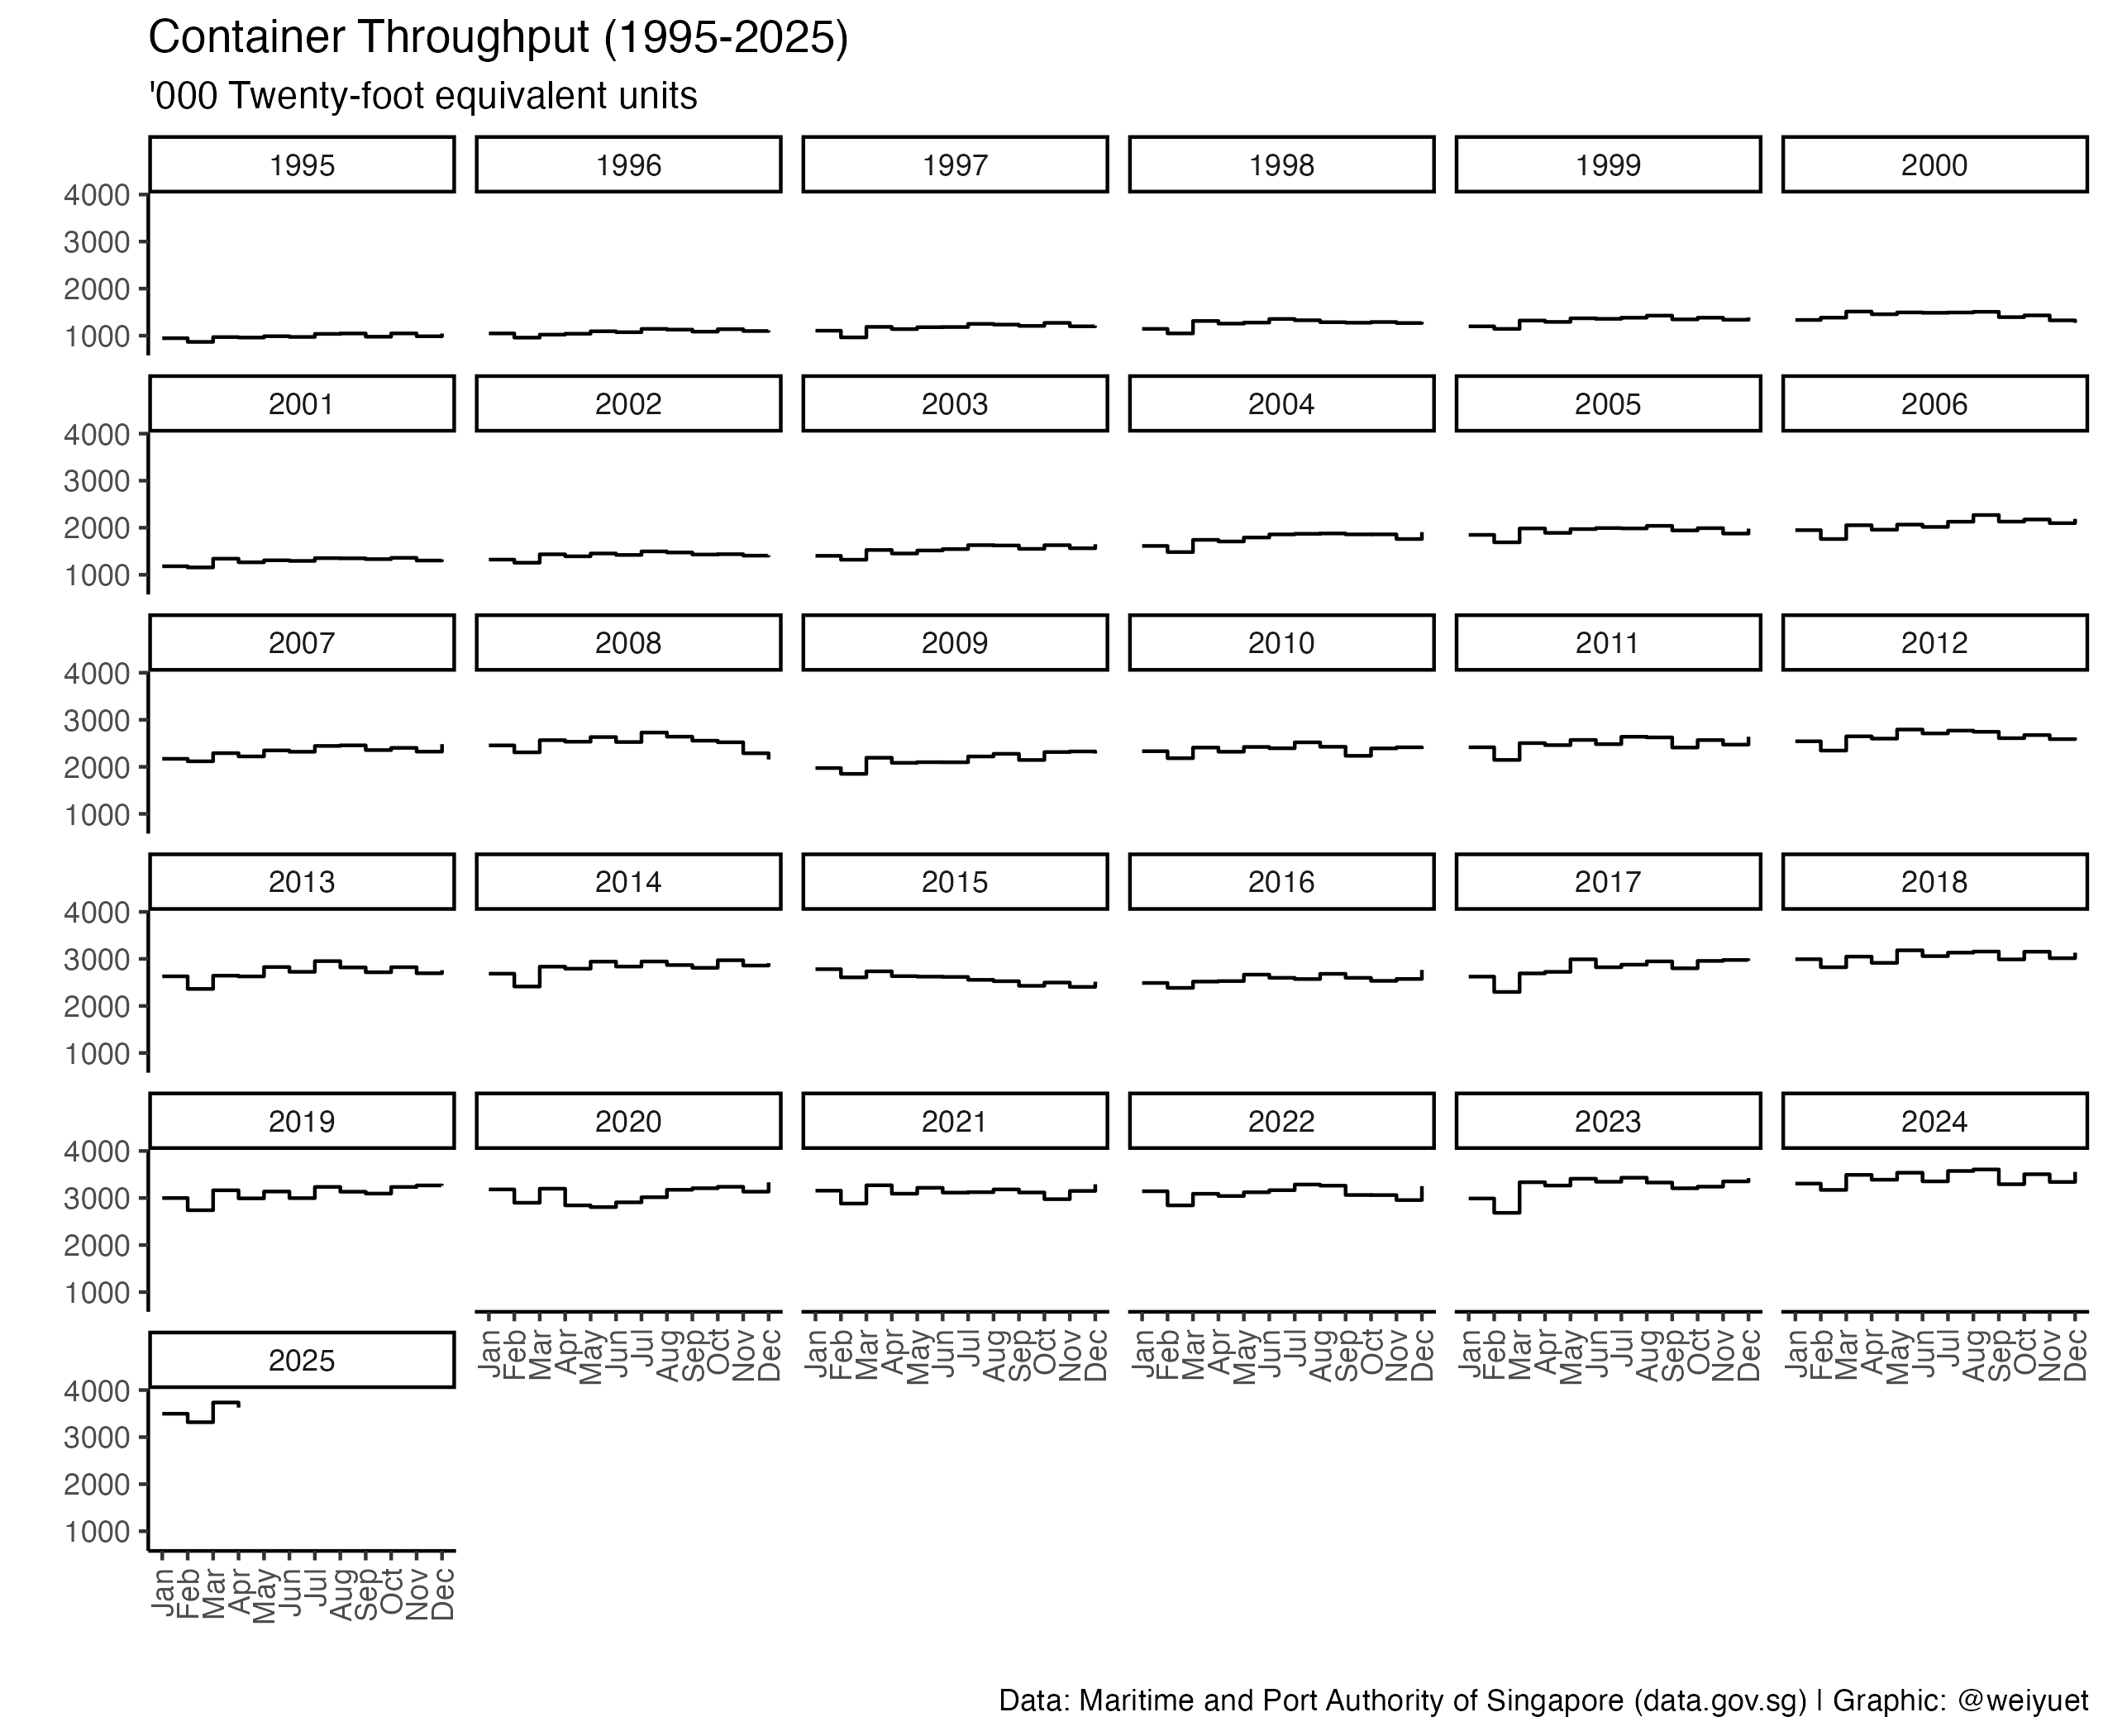 Container Throughput (1995-2025)
'000 Twenty-foot equivalent units
1995 1996 1997 1998 1999 2000
4000
3000
2000
1000
2001 2002 2003 2004 2005 2006
4000
3000
2000
1000
2007 2008 2009 2010 2011 2012
4000
3000
2000
1000
2013 2014 2015 2016 2017 2018
4000
3000
2000
1000
2019 2020 2021 2022 2023 2024
4000
3000
2000
1000
Jan Feb Mar Apr May Jun Jul Aug Sep Oct Nov Dec Jan Feb Mar Apr May Jun Jul Aug Sep Oct Nov Dec Jan Feb Mar Apr May Jun Jul Aug Sep Oct Nov Dec Jan Feb Mar Apr May Jun Jul Aug Sep Oct Nov Dec Jan Feb Mar Apr May Jun Jul Aug Sep Oct Nov Dec
2025
4000
3000
2000
1000
Jan Feb Mar Apr May Jun Jul Aug Sep Oct Nov Dec
Data: Maritime and Port Authority of Singapore (data.gov.sg) | Graphic: @weiyuet